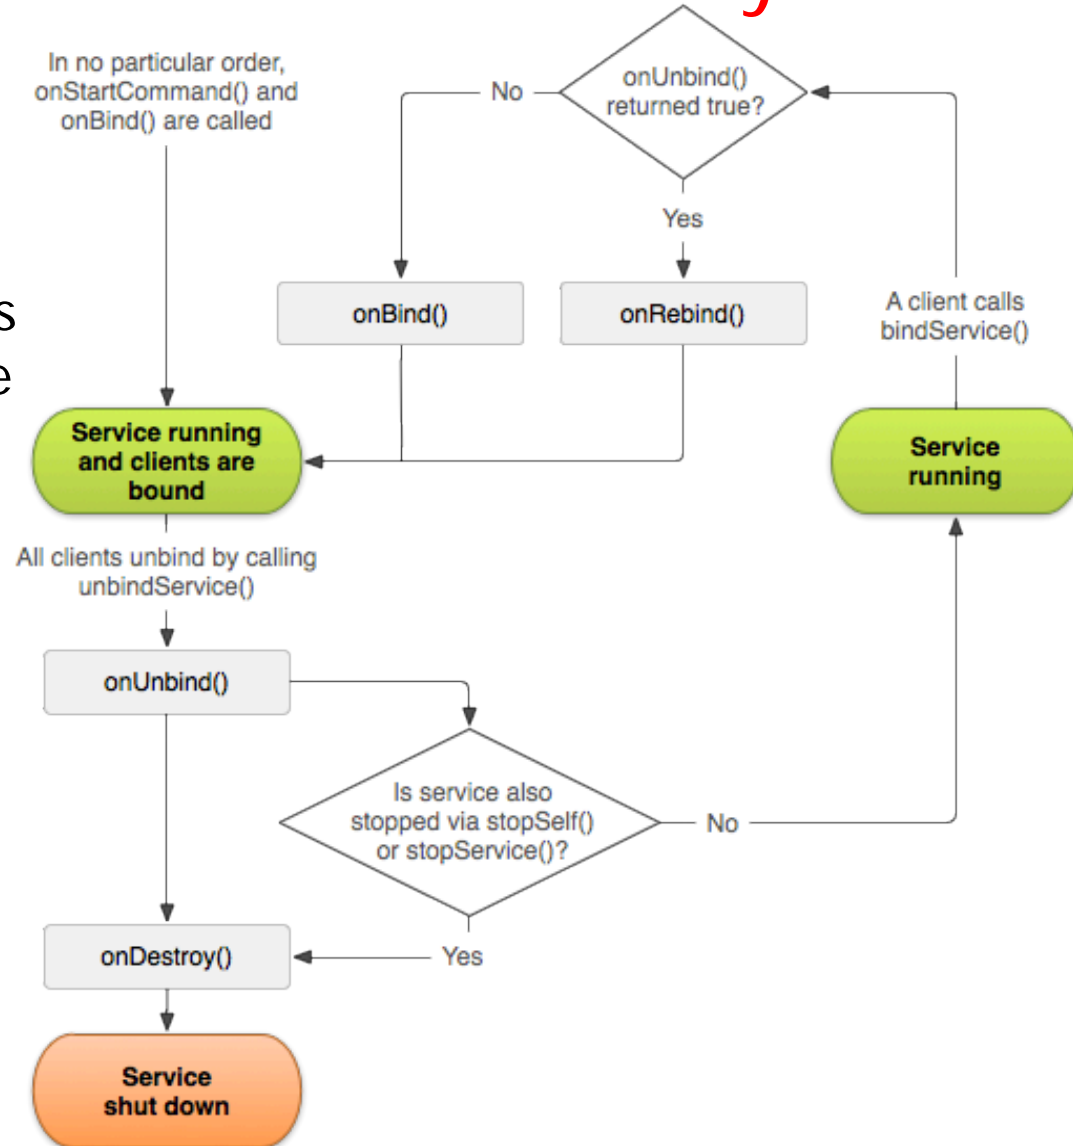 y
In no particular order,
onStartCommand() and
onBind() are called
onUnbind()
returned true?
No
Yes
onBind()
onRebind()
A client calls
bindService()
s
e
Service running
and clients are
bound
Service
running
All clients unbind by calling
unbindService()
onUnbind()
Is service also
stopped via stopSelf()
or stopService()?
No
Yes
onDestroy()
Service
shut down